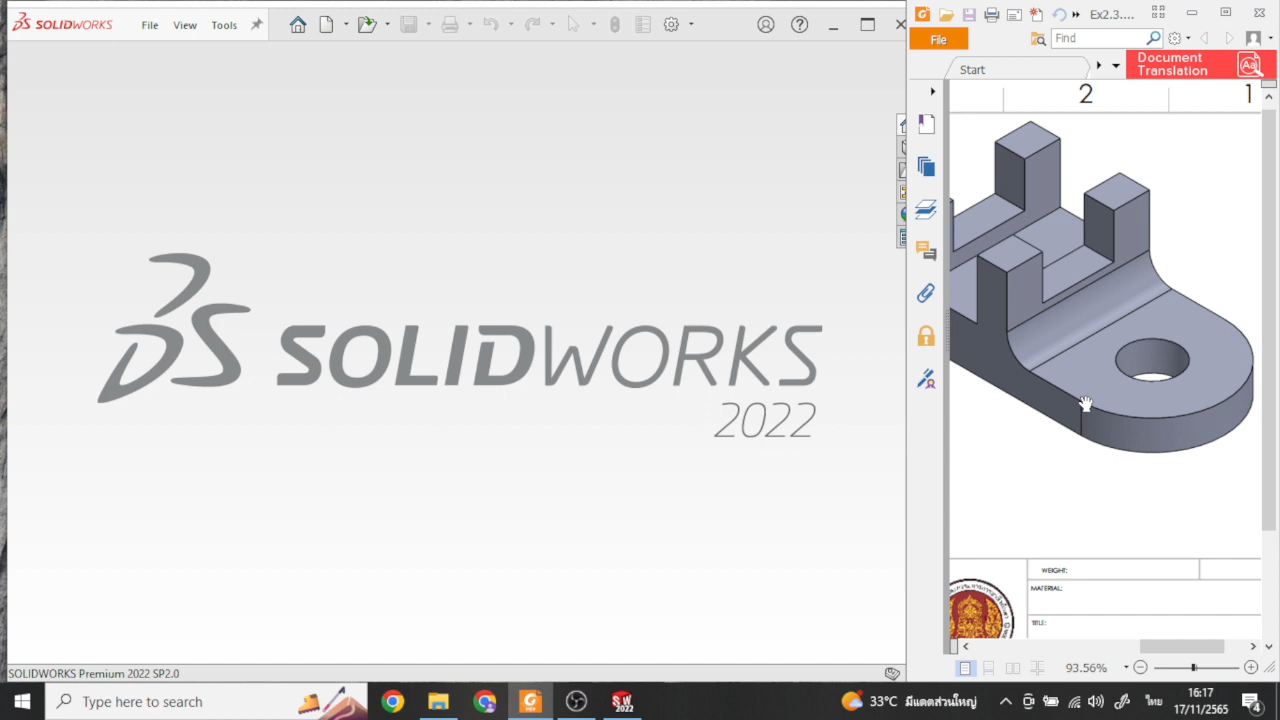 SOLIDWORKS File View Tools
SOLIDWORKS
2022
SOLIDWORKS Premium 2022 SP2.0
Ex2.3....
File
Find
Start
Document
Translation
2 1
WEIGHT:
MATERIAL:
TITLE:
93.56%
Type here to search
33°C มีแดดส่วนใหญ่
ไทย
16:17
17/11/2565
4